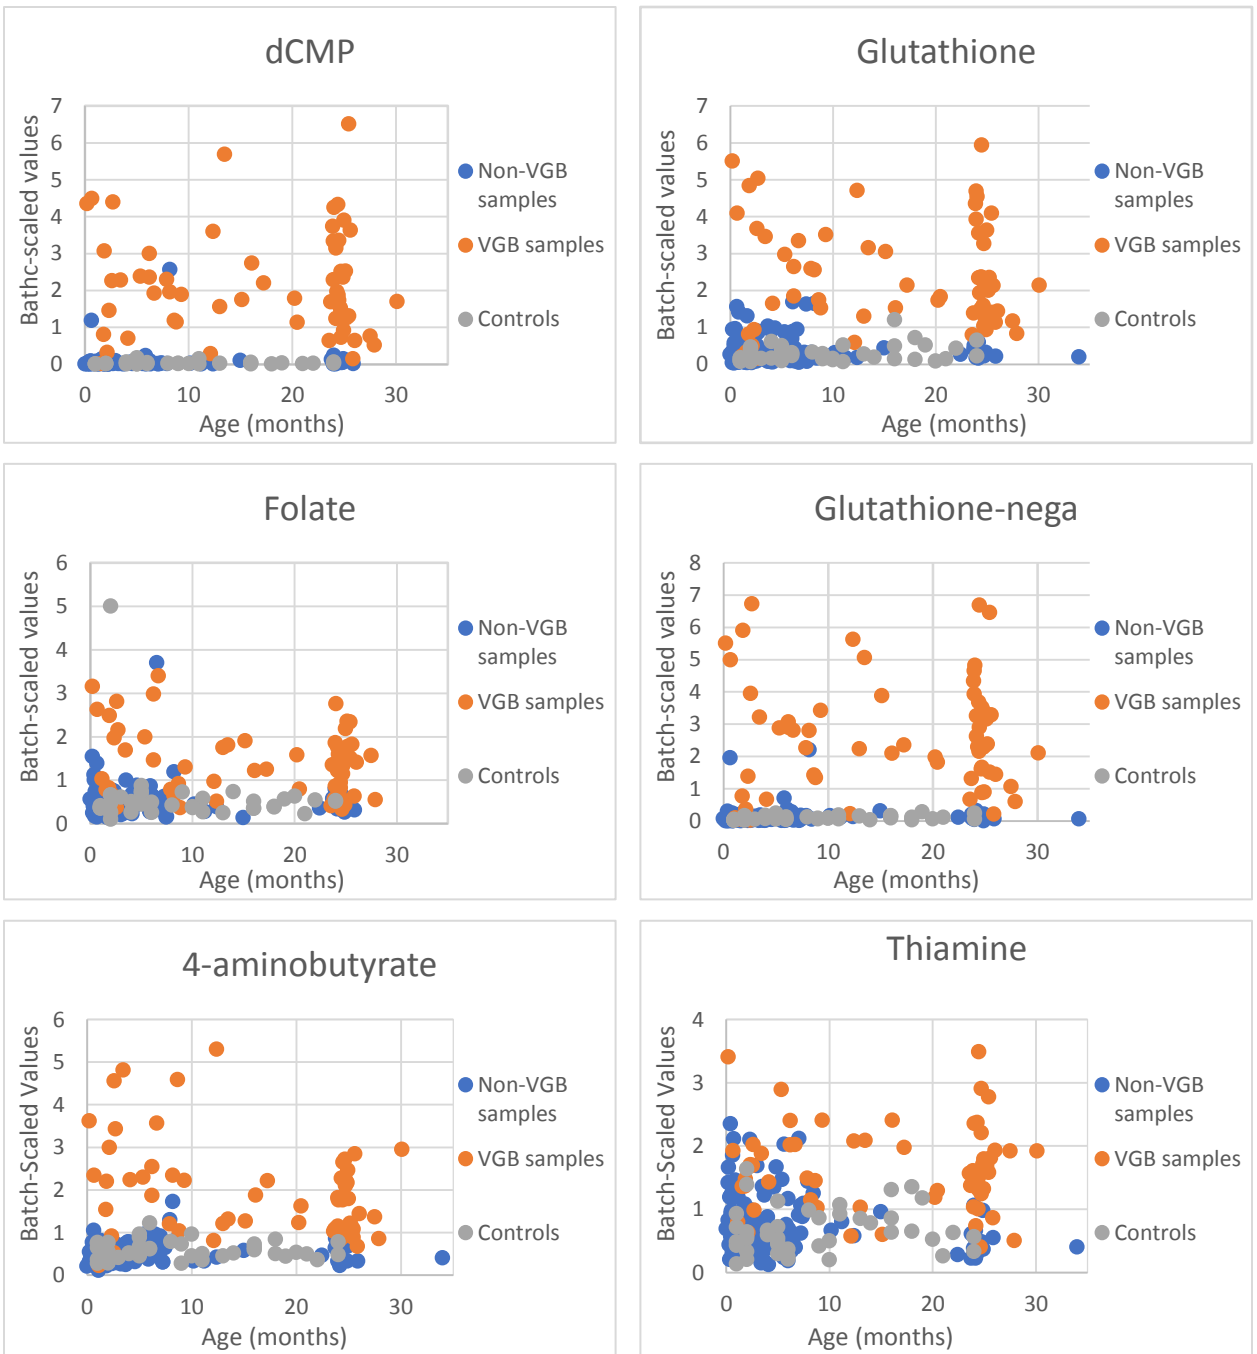 dCMP
Bathc-scaled values
7
6
5
4
3
2
1
0
0 10 20 30
Age (months)
Non-VGB
samples
VGB samples
Controls
Glutathione
Batch-scaled values
7
6
5
4
3
2
1
0
0 10 20 30
Age (months)
Non-VGB
samples
VGB samples
Controls
Folate
Batch-scaled values
6
5
4
3
2
1
0
0 10 20 30
Age (months)
Non-VGB
samples
VGB samples
Controls
Glutathione-nega
Batch-scaled values
8
7
6
5
4
3
2
1
0
0 10 20 30
Age (months)
Non-VGB
samples
VGB samples
Controls
4-aminobutyrate
Batch-Scaled Values
6
5
4
3
2
1
0
0 10 20 30
Age (months)
Non-VGB
samples
VGB samples
Controls
Thiamine
Batch-Scaled Values
4
3
2
1
0
0 10 20 30
Age (months)
Non-VGB
samples
VGB samples
Controls